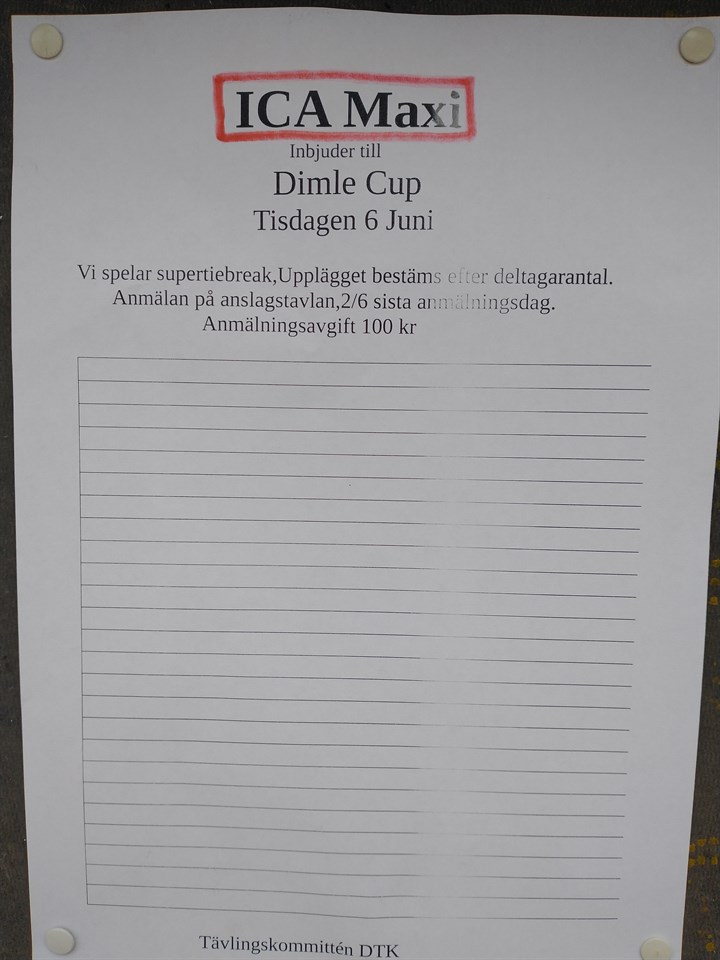 ICA Maxi
Inbjuder till
Dimle Cup
Tisdagen 6 Juni
Vi spelar supertiebreak,Upplägget bestäms efter deltagarantal.
Anmälan på anslagstavlan,2/6 sista anmälningsdag.
Anmälningsavgift 100 kr
Tävlingskommittén DTK